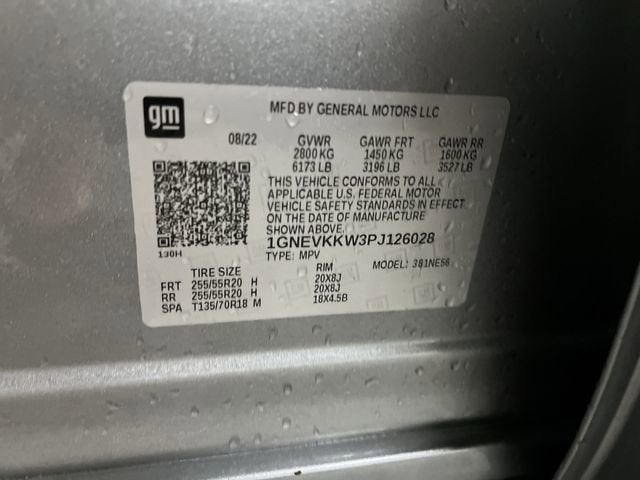 gm
MFD BY GENERAL MOTORS LLC
08/22 GVWR GAWR FRT GAWR RR
2800 KG 1450 KG 1600 KG
6173 LB 3196 LB 3527 LB
THIS VEHICLE CONFORMS TO ALL
APPLICABLE U.S. FEDERAL MOTOR
VEHICLE SAFETY STANDARDS IN EFFECT
ON THE DATE OF MANUFACTURE
SHOWN ABOVE.
1GNEVKKW3PJ126028
130H
TYPE: MPV MODEL: 381NE56
TIRE SIZE RIM
FRT 255/55R20 H 20X8J
RR 255/55R20 H 20X8J
SPA T135/70R18 M 18X4.5B